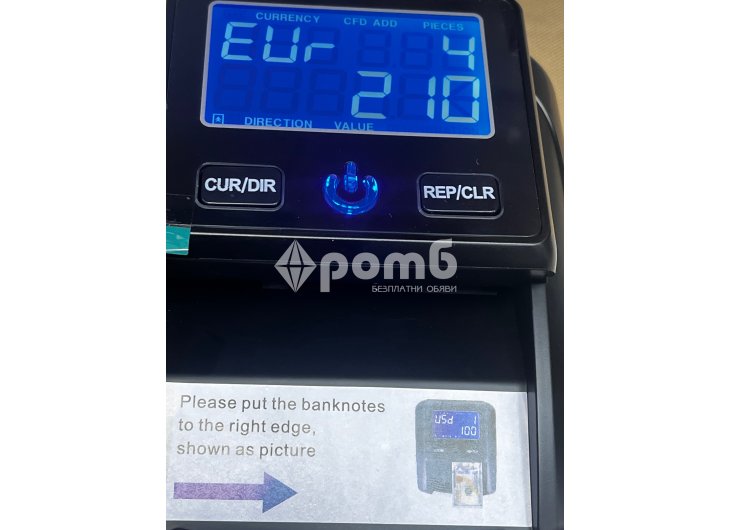 CURRENCY CFD ADD PIECES
EUr 4
210
DIRECTION VALUE
CUR/DIR REP/CLR
ромб
БЕЗПЛАТНИ ОБЯВИ
Please put the banknotes
to the right edge,
shown as picture
USd 1
100